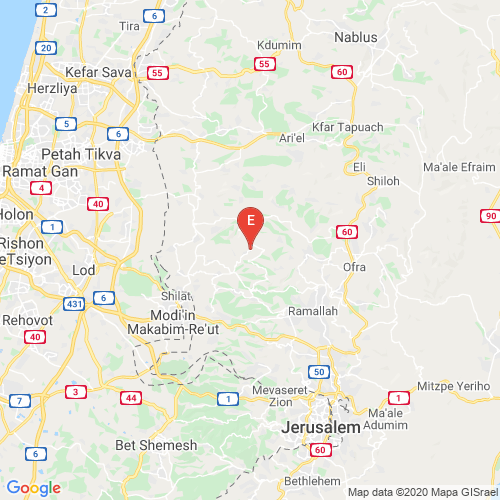 2
Tira
Nablus
Kdumim
20
Kefar Sava
55
55
60
Herzliya
5
6
Kfar Tapuach
Ari'el
Petah Tikva
Eli
Ma'ale Efraim
Ramat Gan
Shiloh
4
40
Holon
1
E
90
60
Rishon
eTsiyon
Lod
Ofra
431
6
Shilat
Rehovot
Modi'in
Makabim-Re'ut
Ramallah
40
50
Mitzpe Yeriho
3
44
1
Mevaseret
Zion
1
7
Ma'ale
Adumim
Bet Shemesh
Jerusalem
6
60
Bethlehem
Map data ©2020 Mapa GISrael